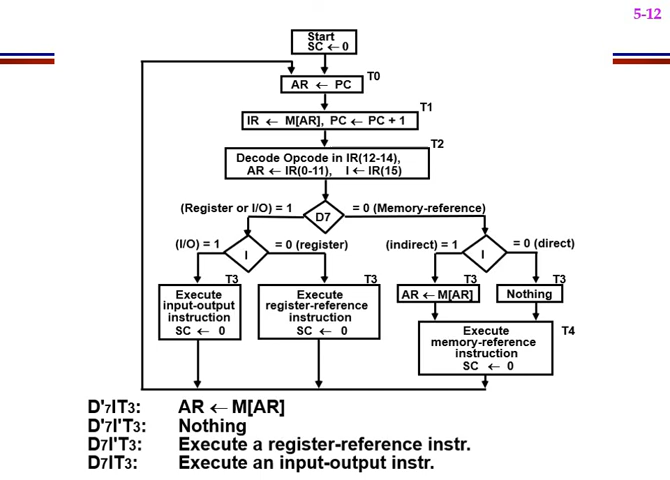 5-12
Start
SC ← 0
AR ← PC
T0
IR ← M[AR], PC ← PC + 1
T1
T2
Decode Opcode in IR(12-14),
AR ← IR(0-11), I ← IR(15)
(Register or I/O) = 1
D7
= 0 (Memory-reference)
(I/O) = 1
I
= 0 (register)
(indirect) = 1
I
= 0 (direct)
T3
T3
T3
T3
Execute
input-output
instruction
SC ← 0
Execute
register-reference
instruction
SC ← 0
AR ← M[AR]
Nothing
Execute
memory-reference
instruction
SC ← 0
T4
D'7IT3: AR ← M[AR]
D'7I'T3: Nothing
D7I'T3: Execute a register-reference instr.
D7IT3: Execute an input-output instr.